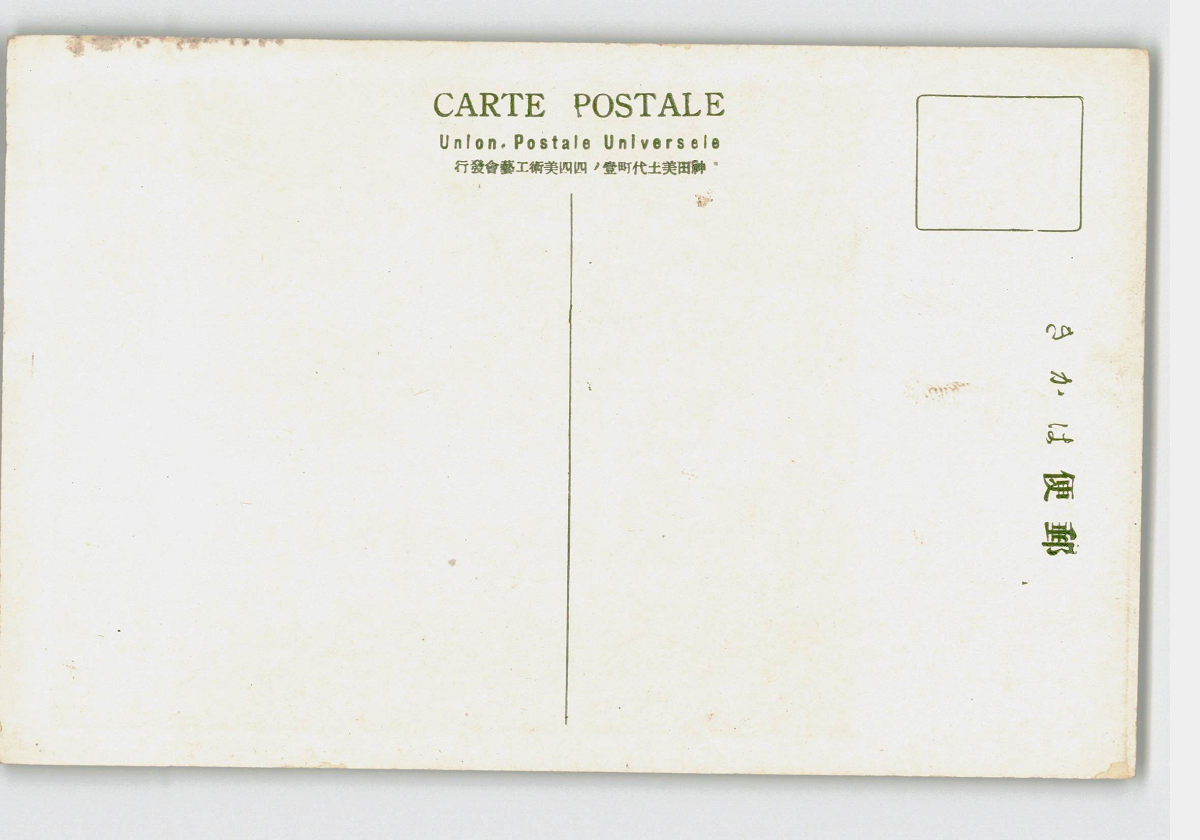 CARTE POSTALE
Union. Postale Universele
神田美土代町壹ノ四四美術工藝會發行
郵便はかき